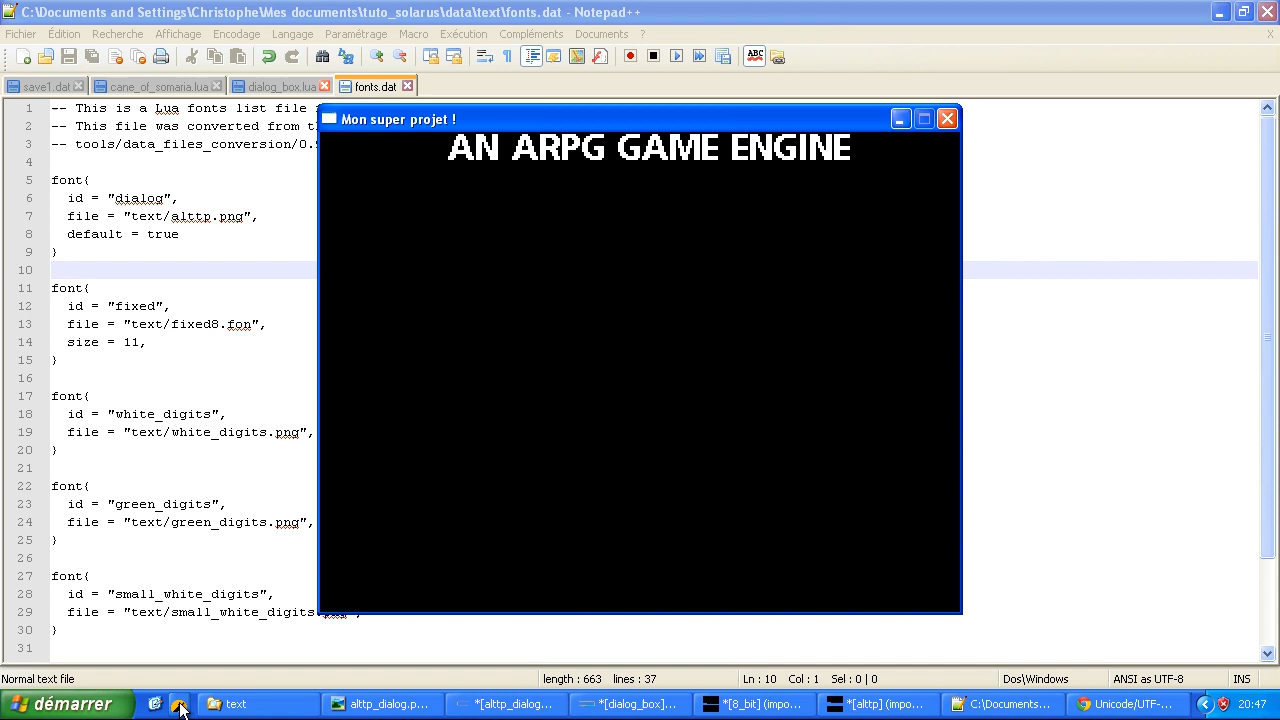 C:\Documents and Settings\Christophe\Mes documents\tuto_solarus\data\text\fonts.dat - Notepad++
Fichier Édition Recherche Affichage Encodage Langage Paramétrage Macro Exécution Compléments Documents ? X
save1.dat cane_of_somaria.lua dialog_box.lua fonts.dat
1 -- This is a Lua fonts list file
2 -- This file was converted from
3 -- tools/data_files_conversion/0.
4
5 font{
6 id = "dialog",
7 file = "text/alttp.png",
8 default = true
9 }
10
11 font{
12 id = "fixed",
13 file = "text/fixed8.fon",
14 size = 11,
15 }
16
17 font{
18 id = "white_digits",
19 file = "text/white_digits.png",
20 }
21
22 font{
23 id = "green_digits",
24 file = "text/green_digits.png",
25 }
26
27 font{
28 id = "small_white_digits",
29 file = "text/small_white_digits.png",
30 }
31
Mon super projet !
AN ARPG GAME ENGINE
Normal text file length : 663 lines : 37 Ln : 10 Col : 1 Sel : 0 | 0 Dos\Windows ANSI as UTF-8 INS
démarrer text alttp_dialog.p... *[alttp_dialog... *[dialog_box]... *[8_bit] (impo... *[alttp] (impo... C:\Documents... Unicode/UTF-... 20:47